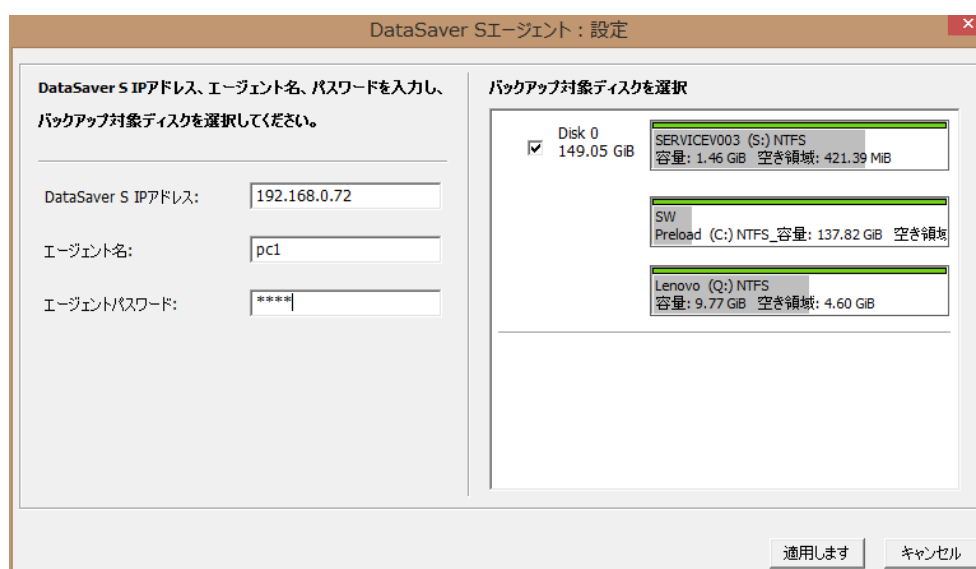 DataSaver Sエージェント：設定
DataSaver S IPアドレス、エージェント名、パスワードを入力し、
バックアップ対象ディスクを選択してください。
DataSaver S IPアドレス:
192.168.0.72
エージェント名:
pc1
エージェントパスワード:
****
バックアップ対象ディスクを選択
Disk 0
149.05 GiB
SERVICEV003 (S:) NTFS
容量: 1.46 GiB 空き領域: 421.39 MiB
SW
Preload (C:) NTFS_容量: 137.82 GiB 空き領域
Lenovo (Q:) NTFS
容量: 9.77 GiB 空き領域: 4.60 GiB
適用します
キャンセル